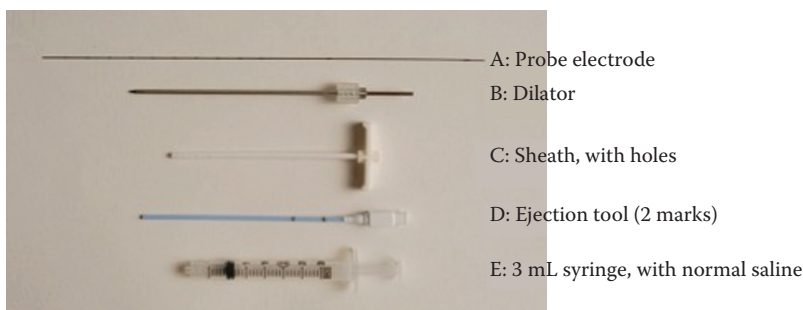 A: Probe electrode
B: Dilator
C: Sheath, with holes
D: Ejection tool (2 marks)
E: 3 mL syringe, with normal saline